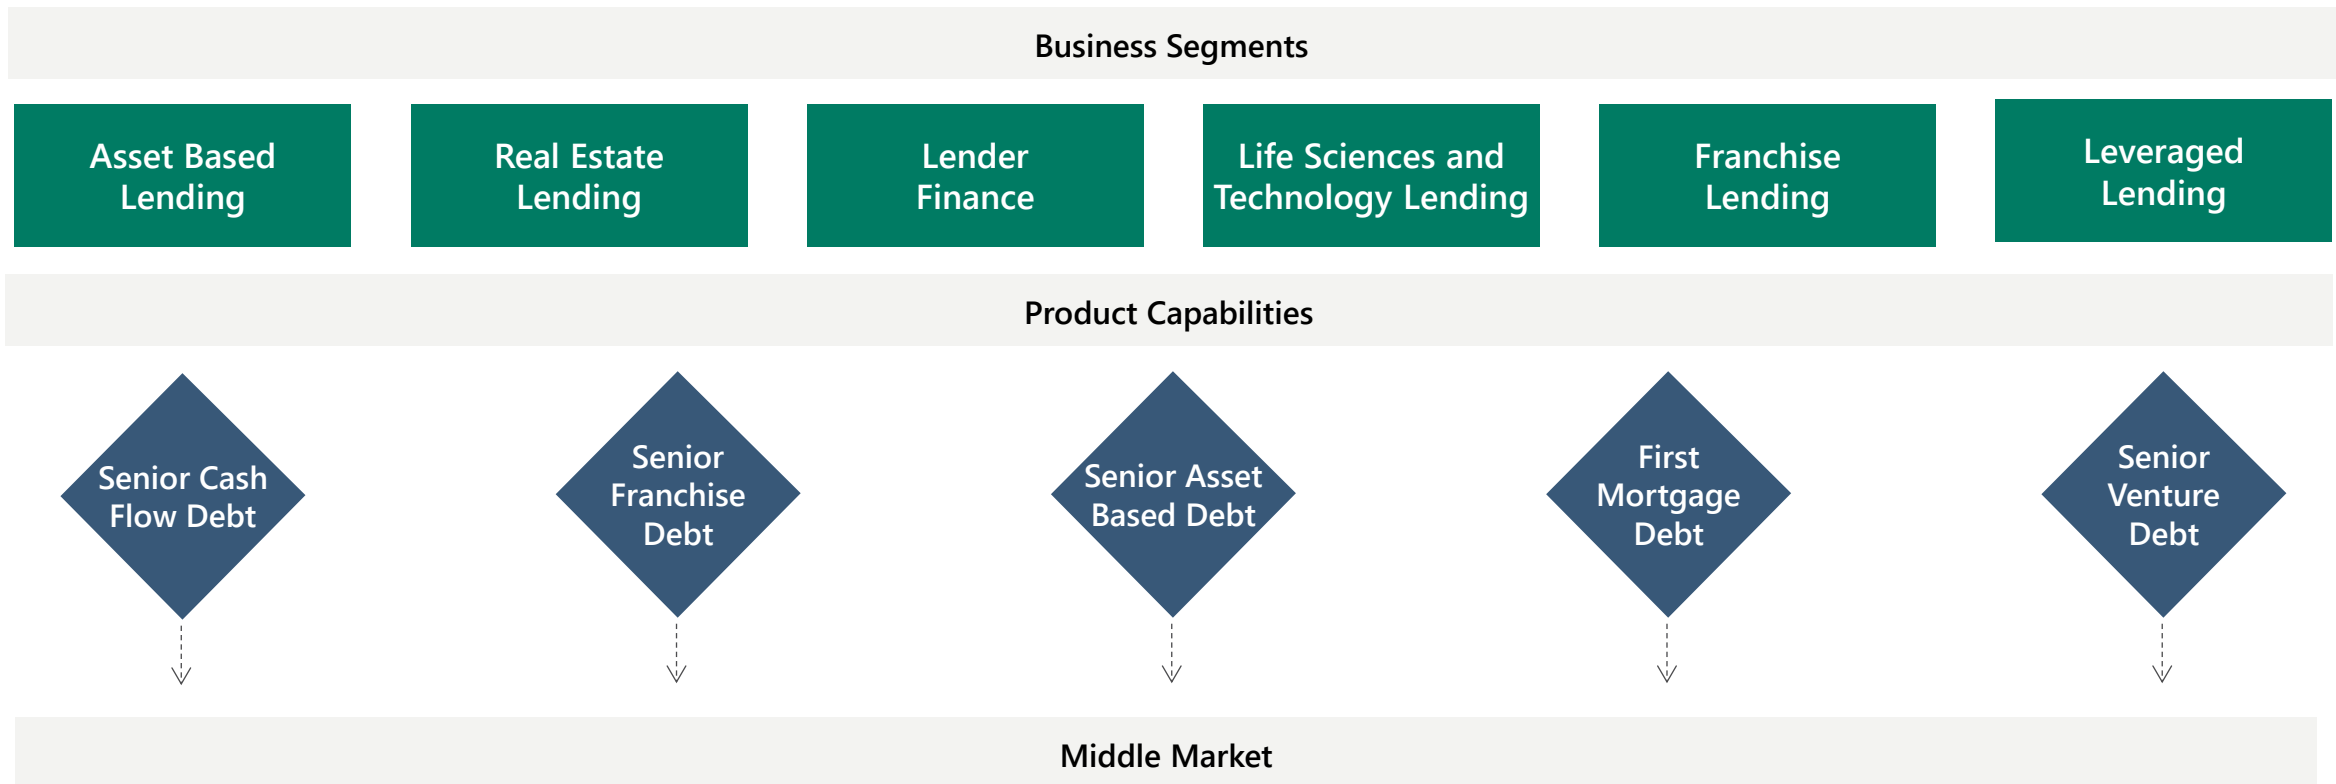 Business Segments
Asset Based
Lending
Real Estate
Lending
Lender
Finance
Life Sciences and
Technology Lending
Franchise
Lending
Leveraged
Lending
Product Capabilities
Senior Cash
Flow Debt
Senior
Franchise
Debt
Senior Asset
Based Debt
First
Mortgage
Debt
Senior
Venture
Debt
Middle Market